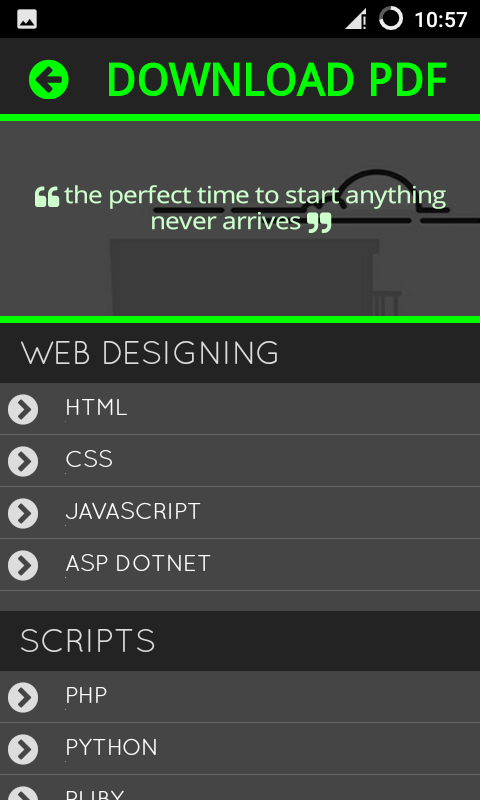 10:57
DOWNLOAD PDF
❝ the perfect time to start anything
never arrives ❞
WEB DESIGNING
HTML
CSS
JAVASCRIPT
ASP DOTNET
SCRIPTS
PHP
PYTHON
RUBY